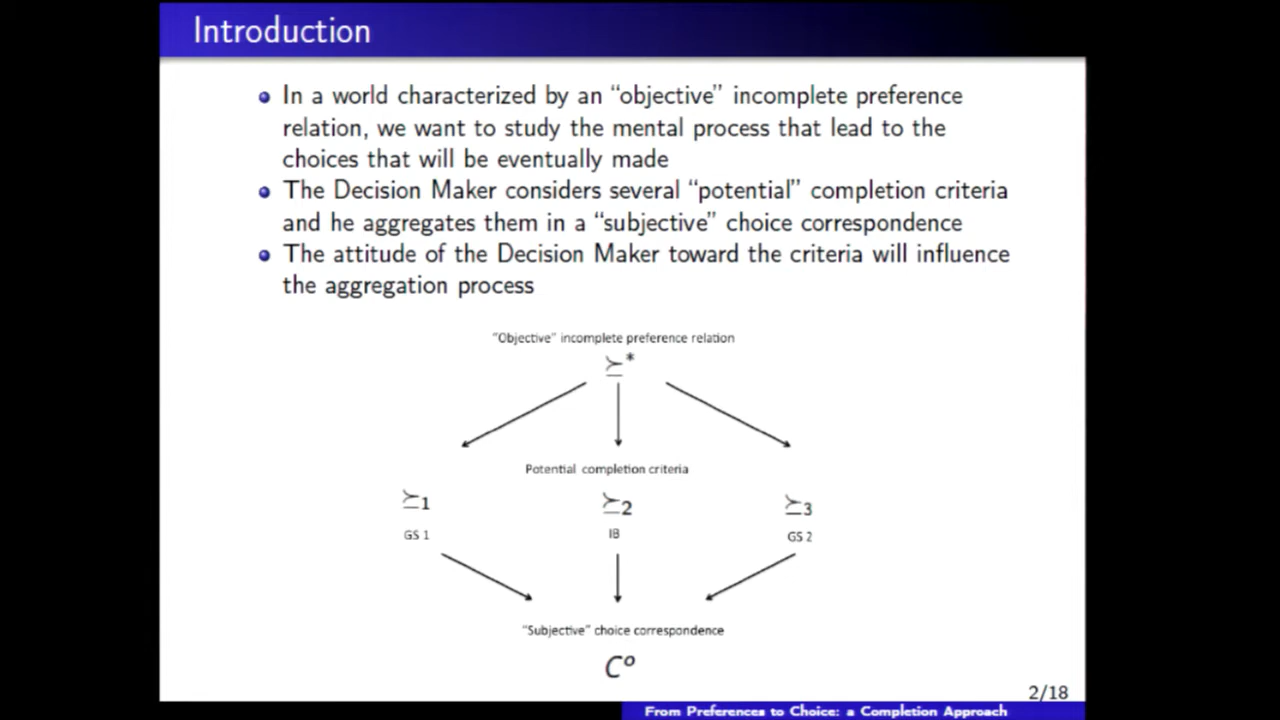 Introduction
In a world characterized by an “objective” incomplete preference
relation, we want to study the mental process that lead to the
choices that will be eventually made
The Decision Maker considers several “potential” completion criteria
and he aggregates them in a “subjective” choice correspondence
The attitude of the Decision Maker toward the criteria will influence
the aggregation process
“Objective” incomplete preference relation
≿*
Potential completion criteria
≿1 ≿2 ≿3
GS 1 IB GS 2
“Subjective” choice correspondence
Cº
2/18
From Preferences to Choice: a Completion Approach